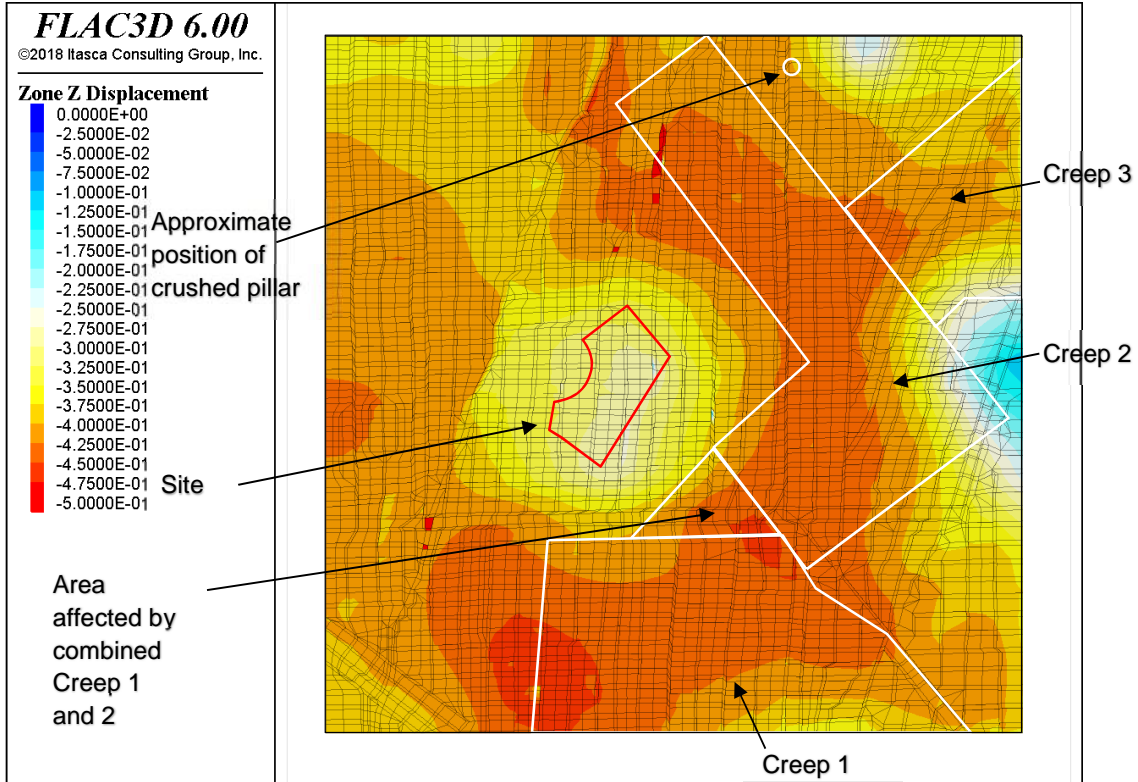 FLAC3D 6.00
©2018 Itasca Consulting Group, Inc.
Zone Z Displacement
0.0000E+00
-2.5000E-02
-5.0000E-02
-7.5000E-02
-1.0000E-01
-1.2500E-01
-1.5000E-01
-1.7500E-01
-2.0000E-01
-2.2500E-01
-2.5000E-01
-2.7500E-01
-3.0000E-01
-3.2500E-01
-3.5000E-01
-3.7500E-01
-4.0000E-01
-4.2500E-01
-4.5000E-01
-4.7500E-01
-5.0000E-01
Approximate
position of
crushed pillar
Site
Area
affected by
combined
Creep 1
and 2
Creep 3
Creep 2
Creep 1